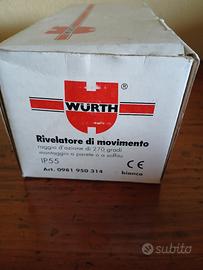 WÜRTH
®
Rivelatore di movimento
raggio d'azione di 270 gradi
montaggio a parete o a soffitto
IP55
CE
Art. 0981 950 314
bianco
subito